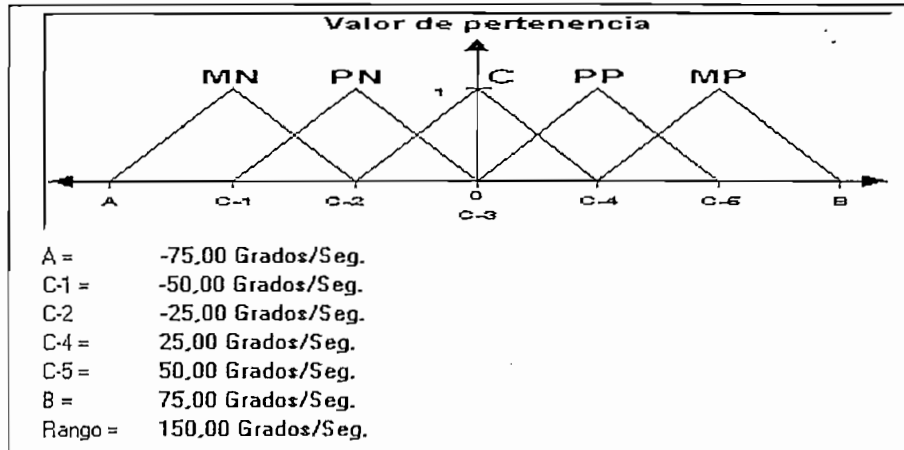 Valor de pertenencia
MN PN C PP MP
1
A C-1 C-2 0 C-4 C-5 B
C-3
A = -75,00 Grados/Seg.
C-1 = -50,00 Grados/Seg.
C-2 -25,00 Grados/Seg.
C-4 = 25,00 Grados/Seg.
C-5 = 50,00 Grados/Seg.
B = 75,00 Grados/Seg.
Rango = 150,00 Grados/Seg.